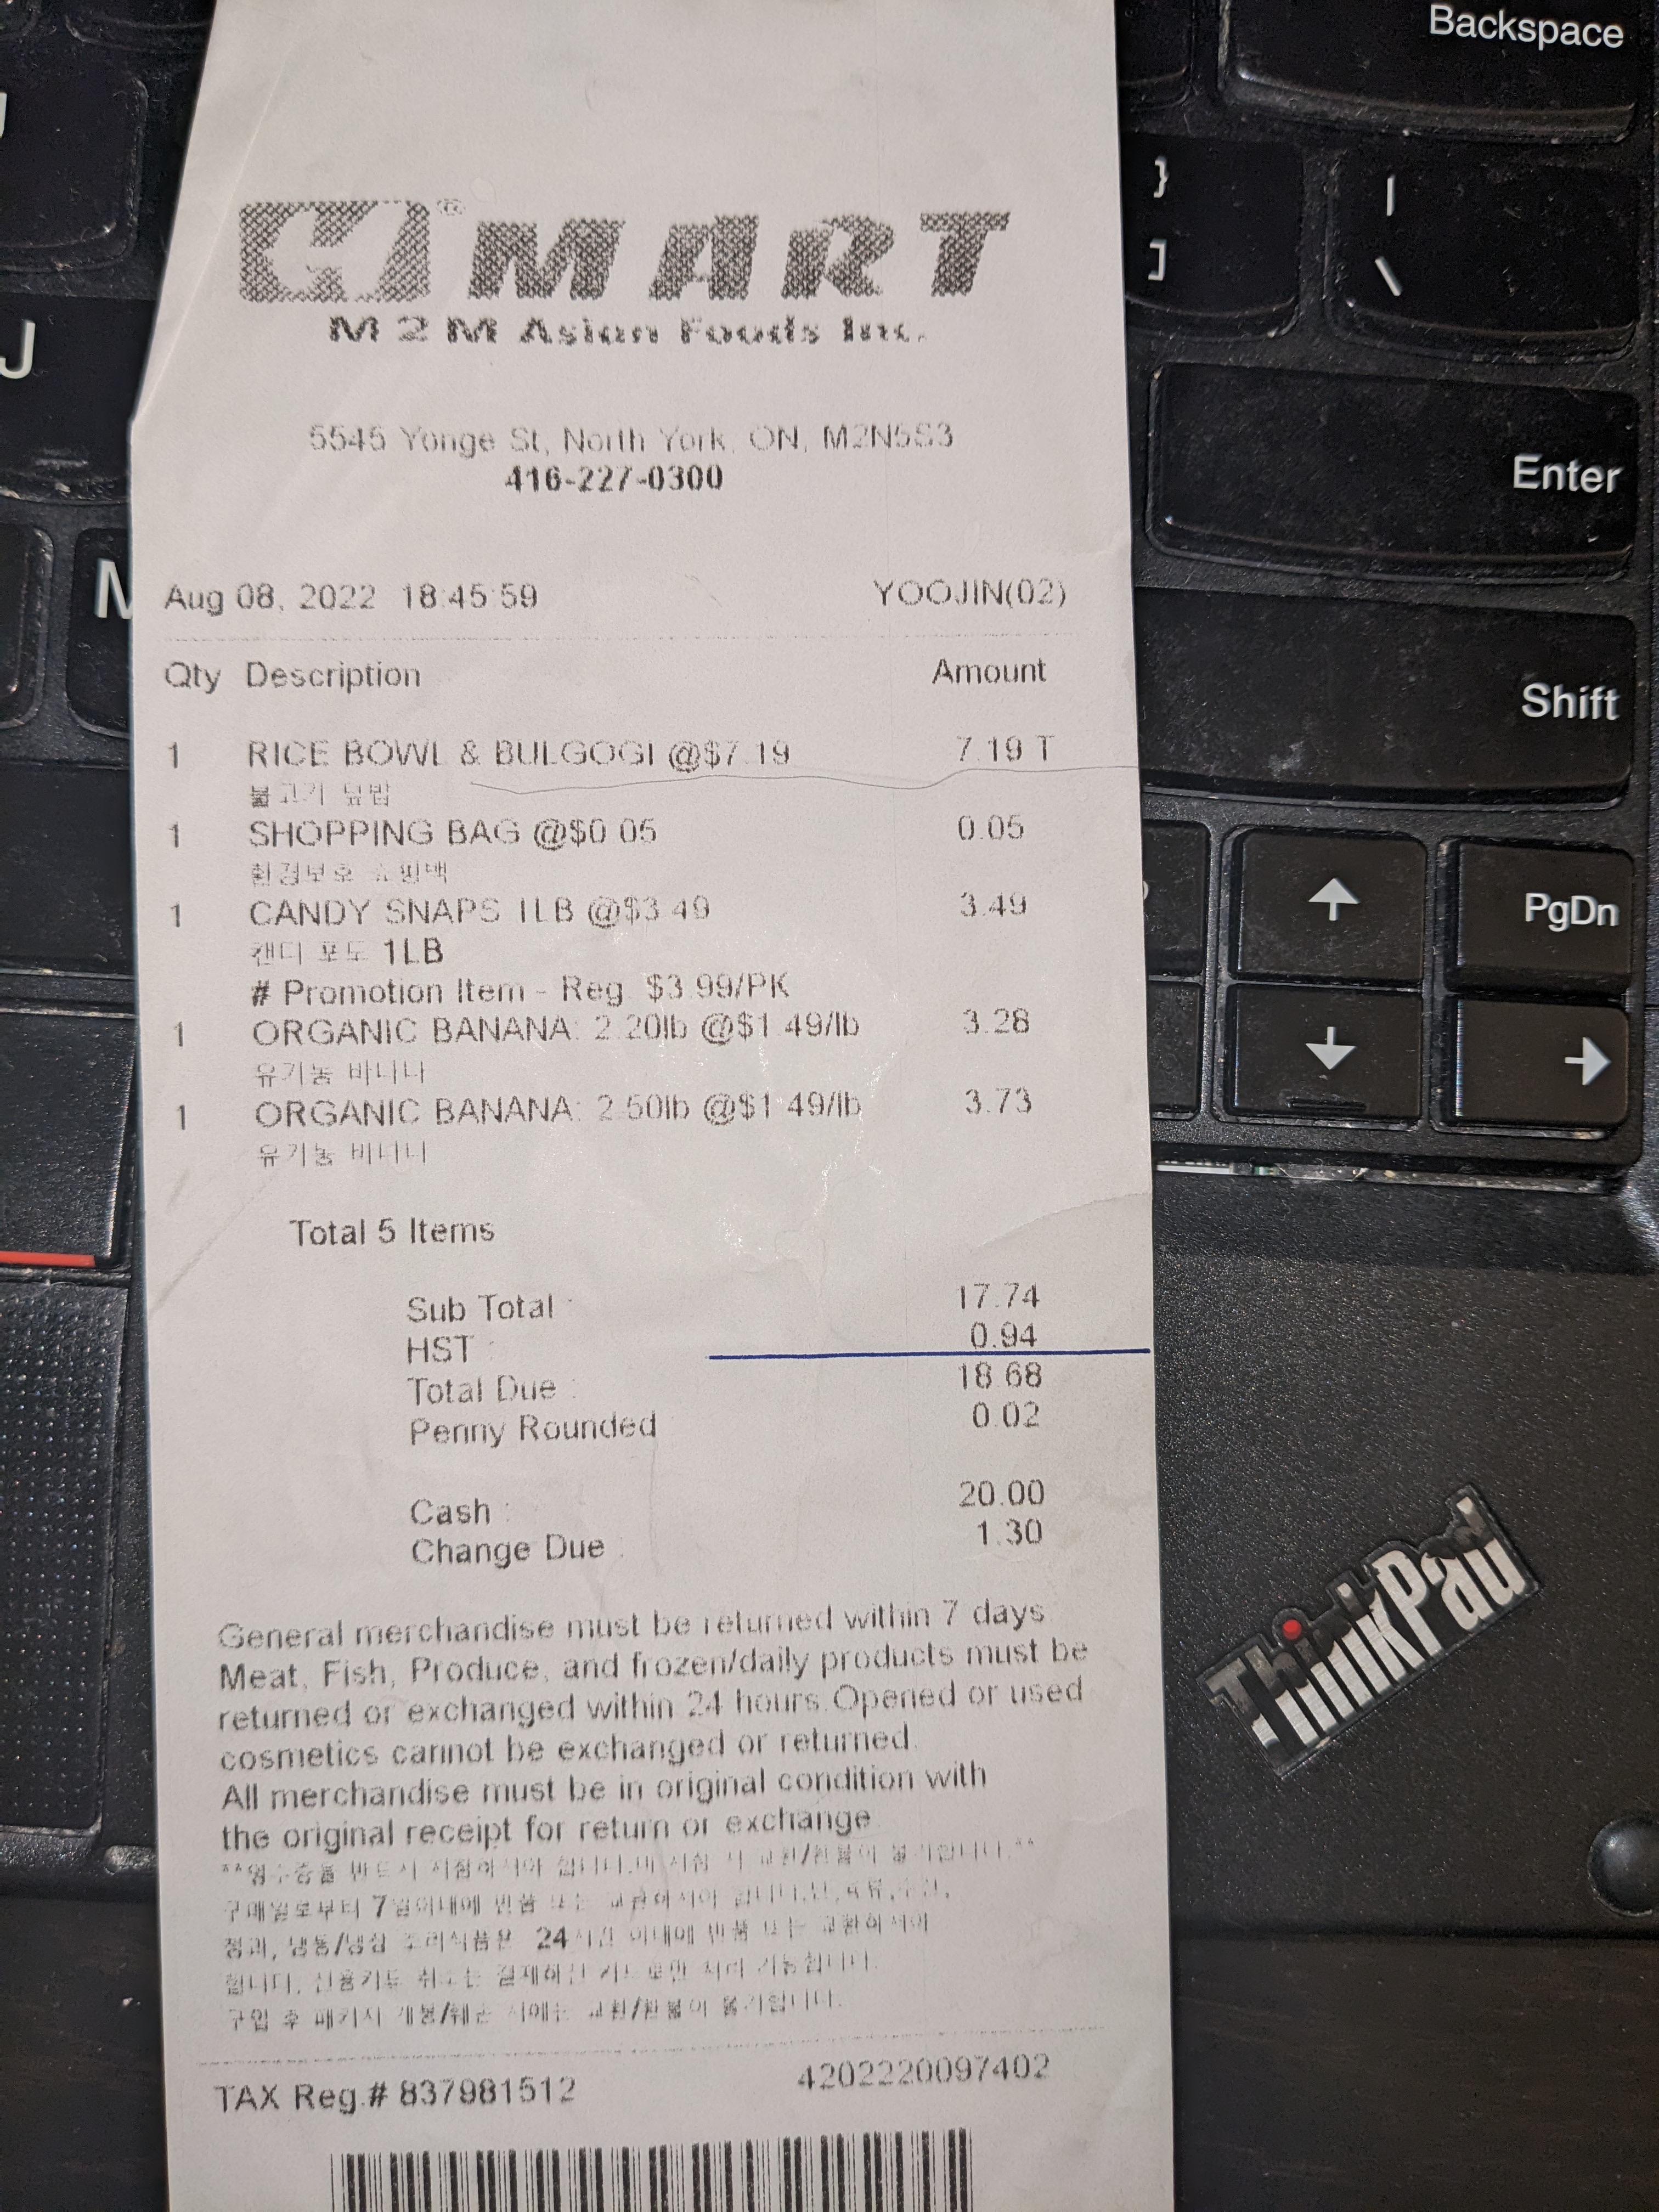 Backspace
}
]
|
\
J
Enter
M
Shift
PgDn
H MART ®
M 2 M Asian Foods Inc.
5545 Yonge St, North York, ON, M2N5S3
416-227-0300
Aug 08, 2022 18:45:59 YOOJIN(02)
Qty Description Amount
1 RICE BOWL & BULGOGI @$7.19 7.19 T
불고기 덮밥
1 SHOPPING BAG @$0.05 0.05
환경보호 쇼핑백
1 CANDY SNAPS 1LB @$3.49 3.49
캔디 포도 1LB
# Promotion Item - Reg. $3.99/PK
1 ORGANIC BANANA: 2.20lb @$1.49/lb 3.28
유기농 바나나
1 ORGANIC BANANA: 2.50lb @$1.49/lb 3.73
유기농 바나나
Total 5 Items
Sub Total : 17.74
HST : 0.94
Total Due : 18.68
Penny Rounded 0.02
Cash : 20.00
Change Due : 1.30
General merchandise must be returned within 7 days.
Meat, Fish, Produce, and frozen/daily products must be
returned or exchanged within 24 hours.Opened or used
cosmetics cannot be exchanged or returned.
All merchandise must be in original condition with
the original receipt for return or exchange.
**영수증을 반드시 지참하셔야 합니다.미 지참 시 교환/환불이 불가합니다.**
구매일로부터 7일이내에 반품 또는 교환하셔야 합니다.
청과, 냉동/냉장 조리식품은 24시간 이내에 반품 또는 교환하셔야
합니다. 신용카드 취소는 결제하신 카드로만 처리 가능합니다.
구입 후 패키지 개봉/훼손 시에는 교환/환불이 불가합니다.
TAX Reg.# 837981512 4202220097402
ThinkPad